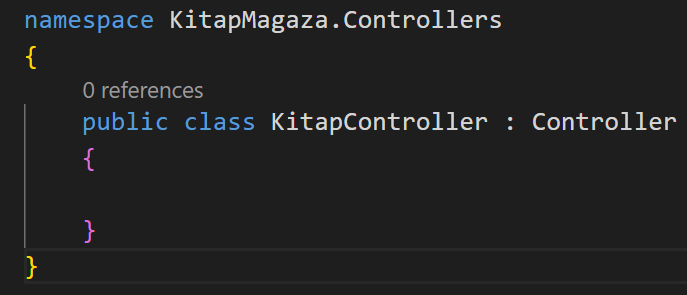 namespace KitapMagaza.Controllers
{
0 references
public class KitapController : Controller
{
}
}